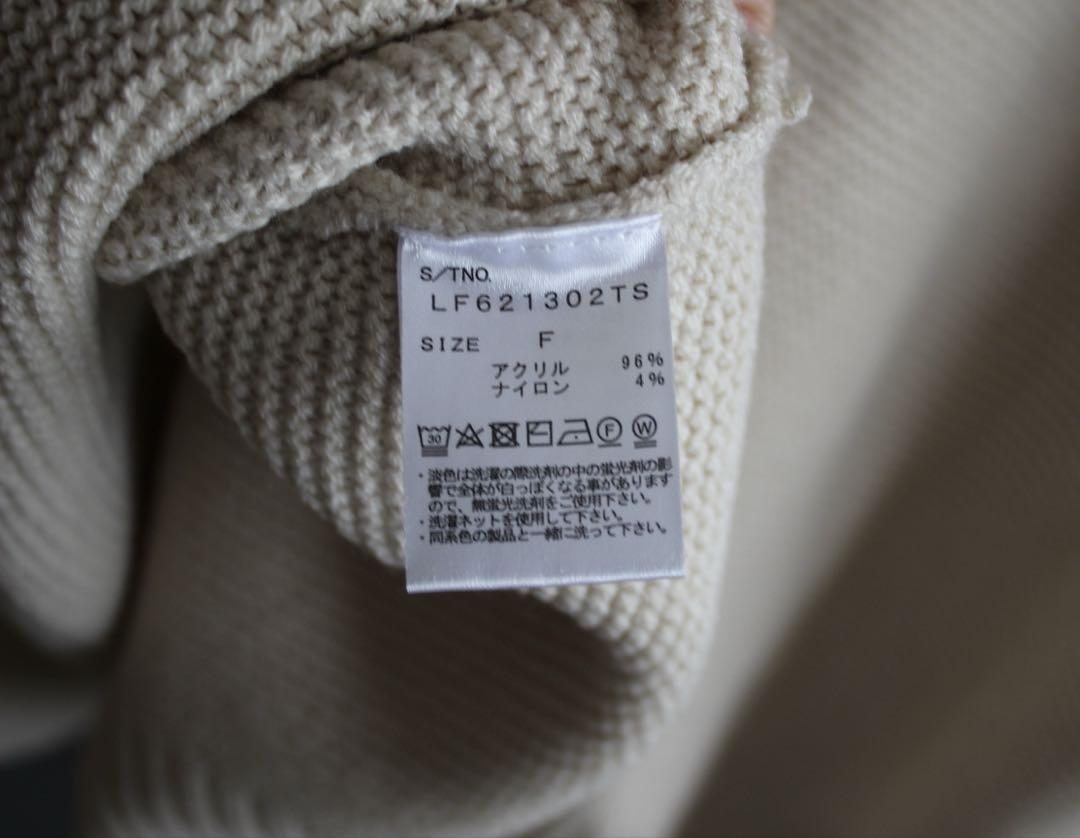 S/TNO.
LF621302TS
SIZE F
アクリル 96%
ナイロン 4%
30 F W
・淡色は洗濯の際洗剤の中の蛍光剤の影
響で全体が白っぽくなる事があります
ので、無蛍光洗剤をご使用下さい。
・洗濯ネットを使用して下さい。
・同系色の製品と一緒に洗って下さい。